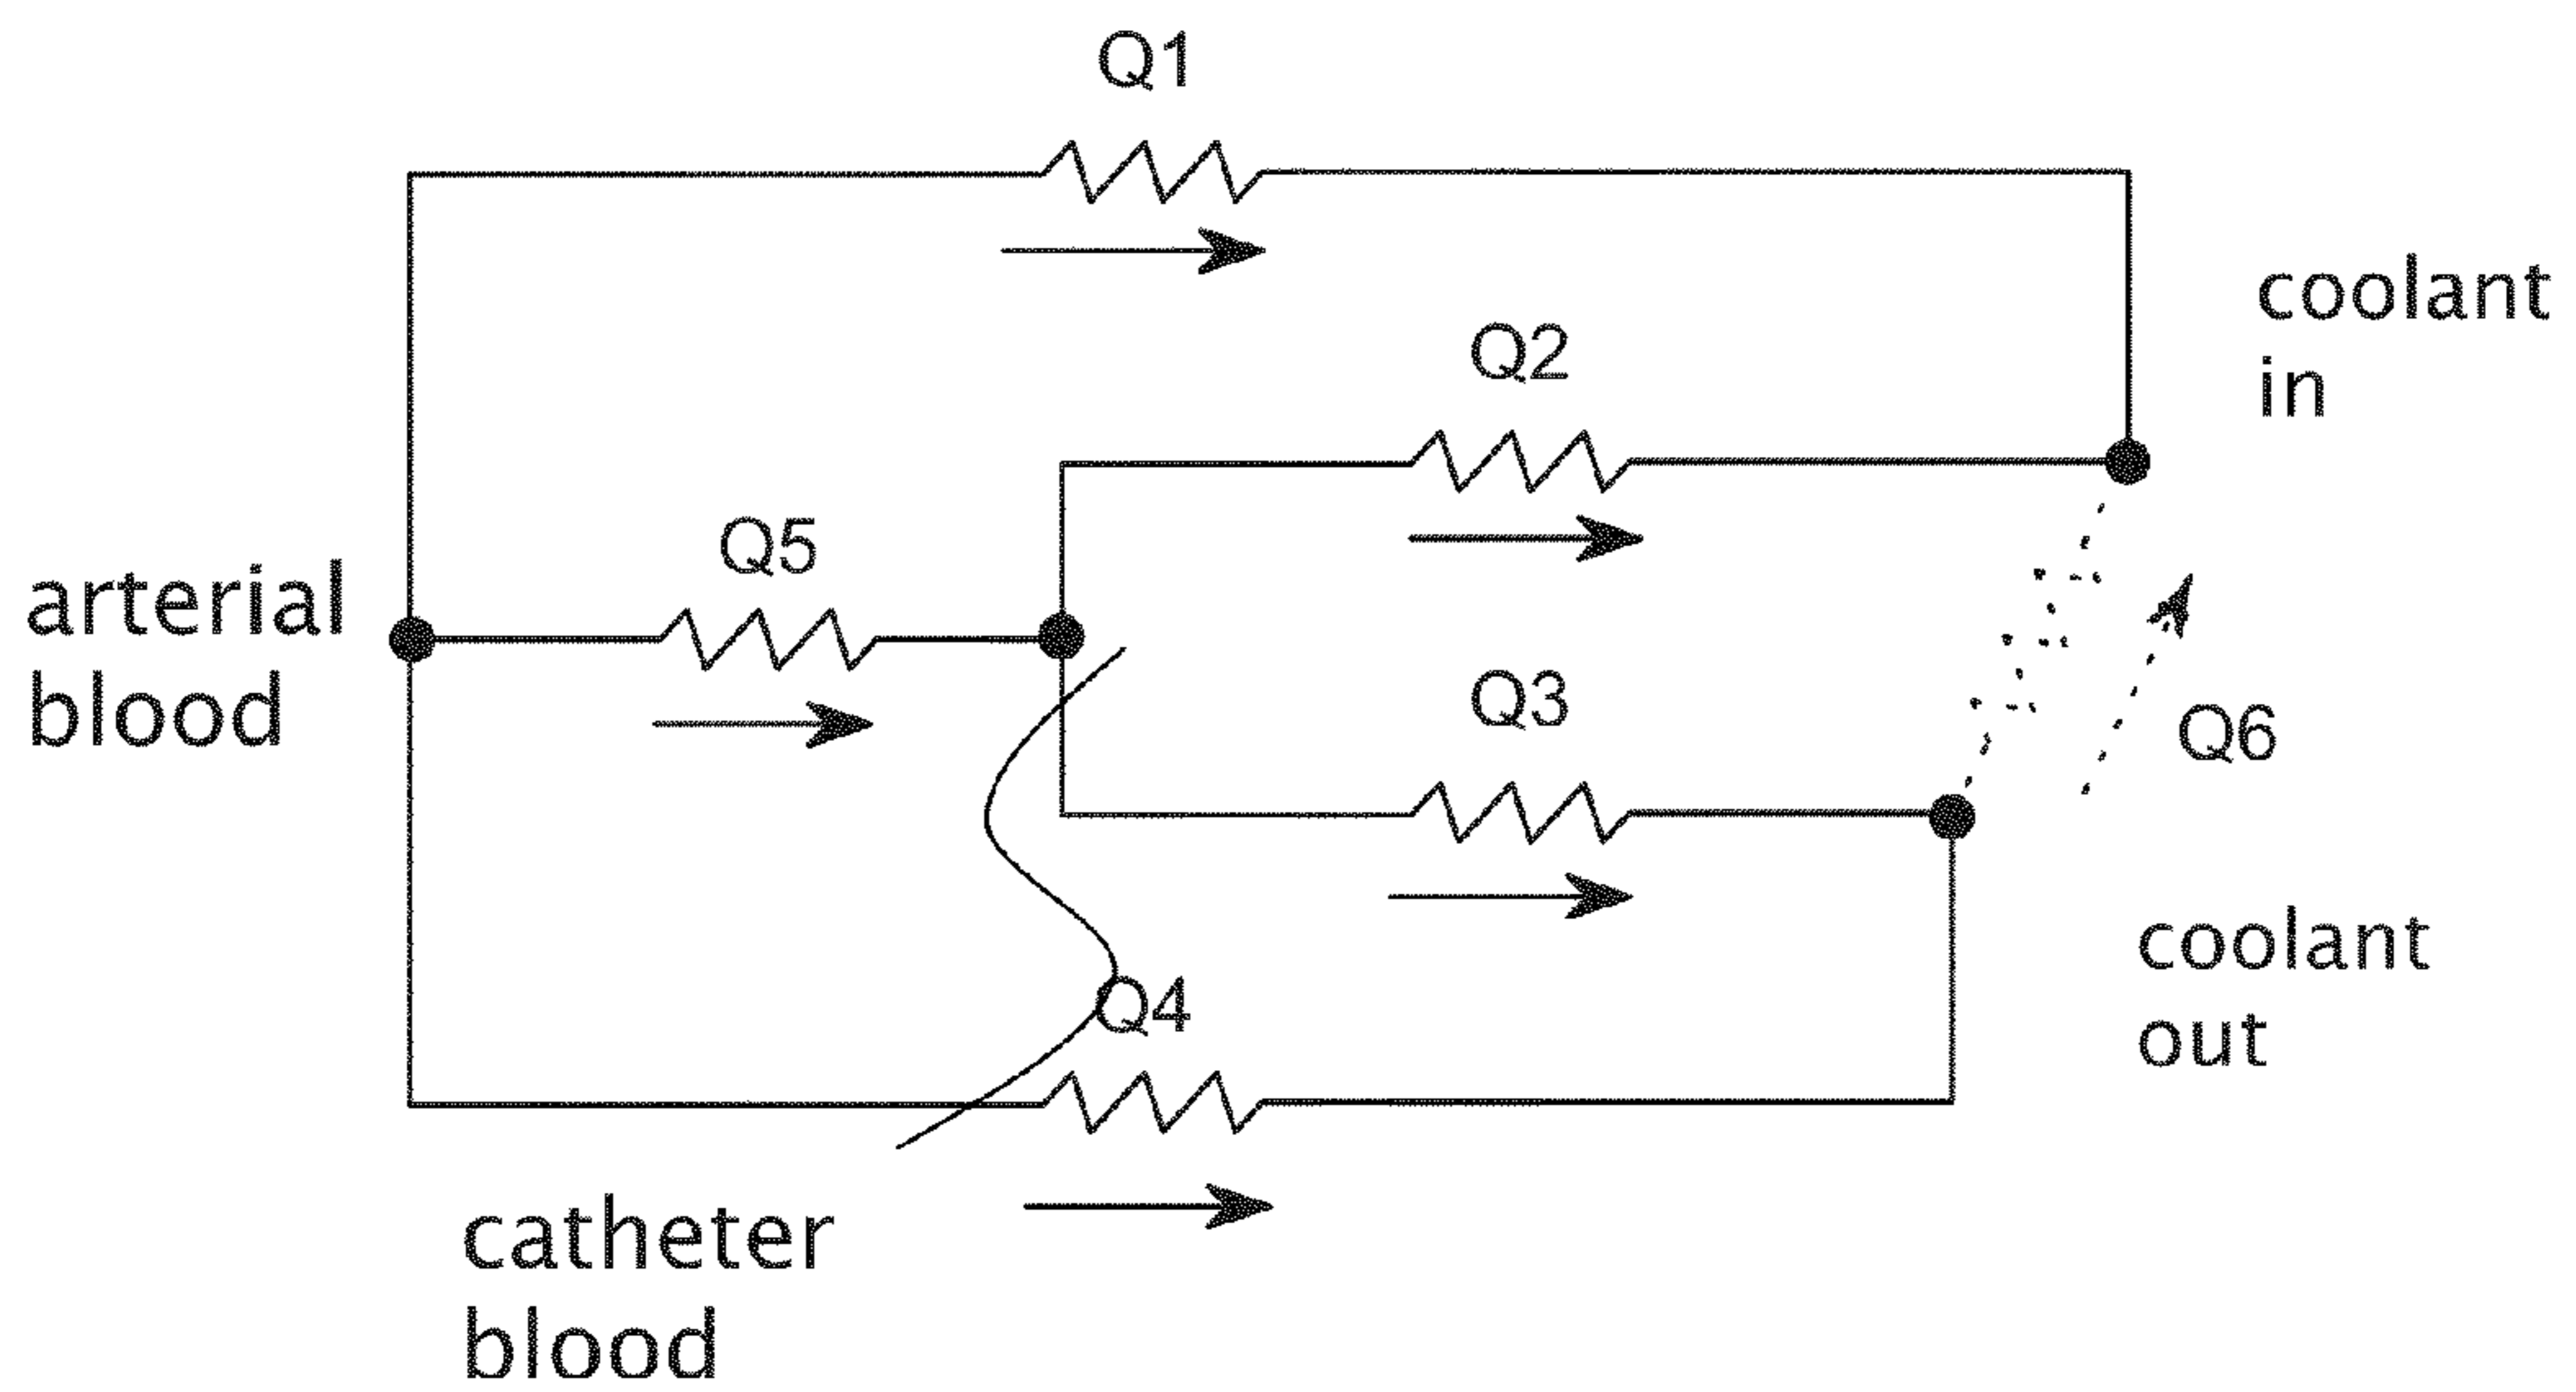 Q1
coolant
in
Q2
Q5
arterial
blood
Q3
Q6
coolant
out
Q4
catheter
blood